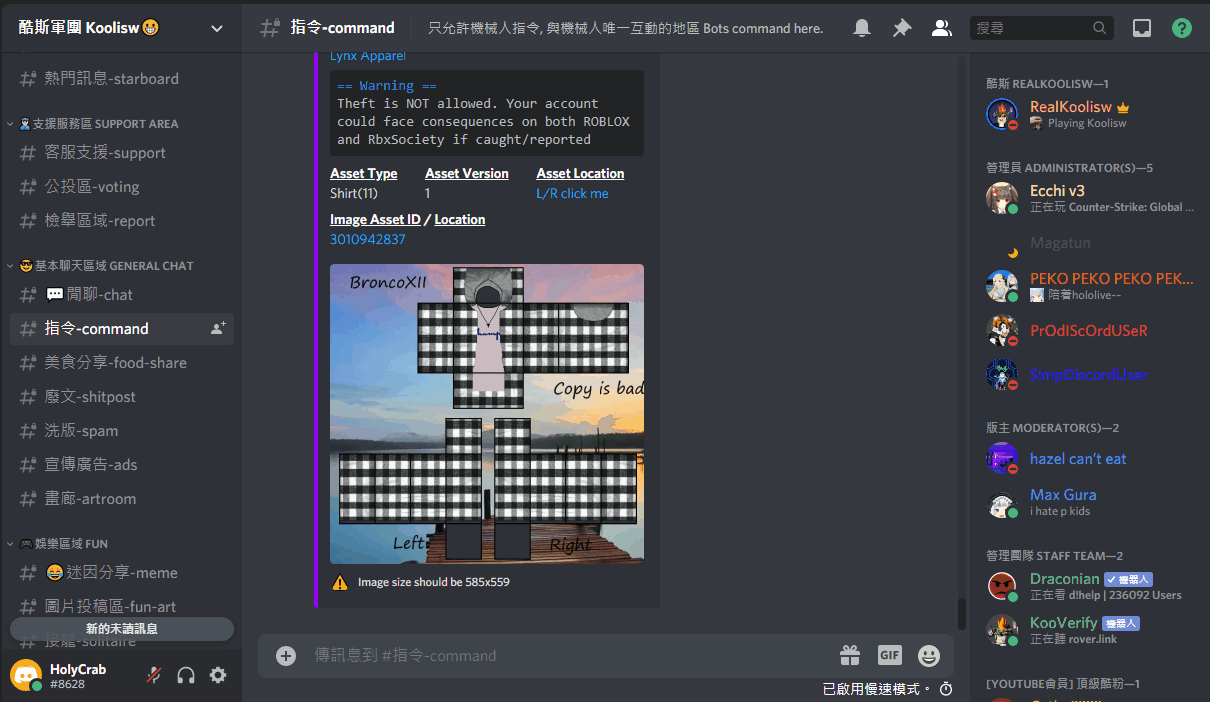 酷斯軍團 Koolisw😀
熱門訊息-starboard
支援服務區 SUPPORT AREA
客服支援-support
公投區-voting
檢舉區域-report
😎基本聊天區域 GENERAL CHAT
💬閒聊-chat
指令-command
美食分享-food-share
廢文-shitpost
洗版-spam
宣傳廣告-ads
畫廊-artroom
🎮娛樂區域 FUN
😂迷因分享-meme
圖片投稿區-fun-art
新的未讀訊息
接龍-solitaire
HolyCrab
#8628
指令-command
只允許機械人指令, 與機械人唯一互動的地區 Bots command here.
搜尋
Lynx Apparel
== Warning ==
Theft is NOT allowed. Your account
could face consequences on both ROBLOX
and RbxSociety if caught/reported
Asset Type Asset Version Asset Location
Shirt(11) 1 L/R click me
Image Asset ID / Location
3010942837
BroncoXII
Copy is bad
Left
Right
Image size should be 585x559
傳訊息到 #指令-command
GIF
已啟用慢速模式。
酷斯 REALKOOLISW—1
RealKoolisw
Playing Koolisw
管理員 ADMINISTRATOR(S)—5
Ecchi v3
正在玩 Counter-Strike: Global ...
Magatun
PEKO PEKO PEKO PEK...
陪着hololive--
PrOdIScOrdUSeR
SImpDiscordUser
版主 MODERATOR(S)—2
hazel can't eat
Max Gura
i hate p kids
管理團隊 STAFF TEAM—2
Draconian ✓ 機器人
正在看 d!help | 236092 Users
KooVerify 機器人
正在聽 rover.link
[YOUTUBE會員] 頂級酷粉—1